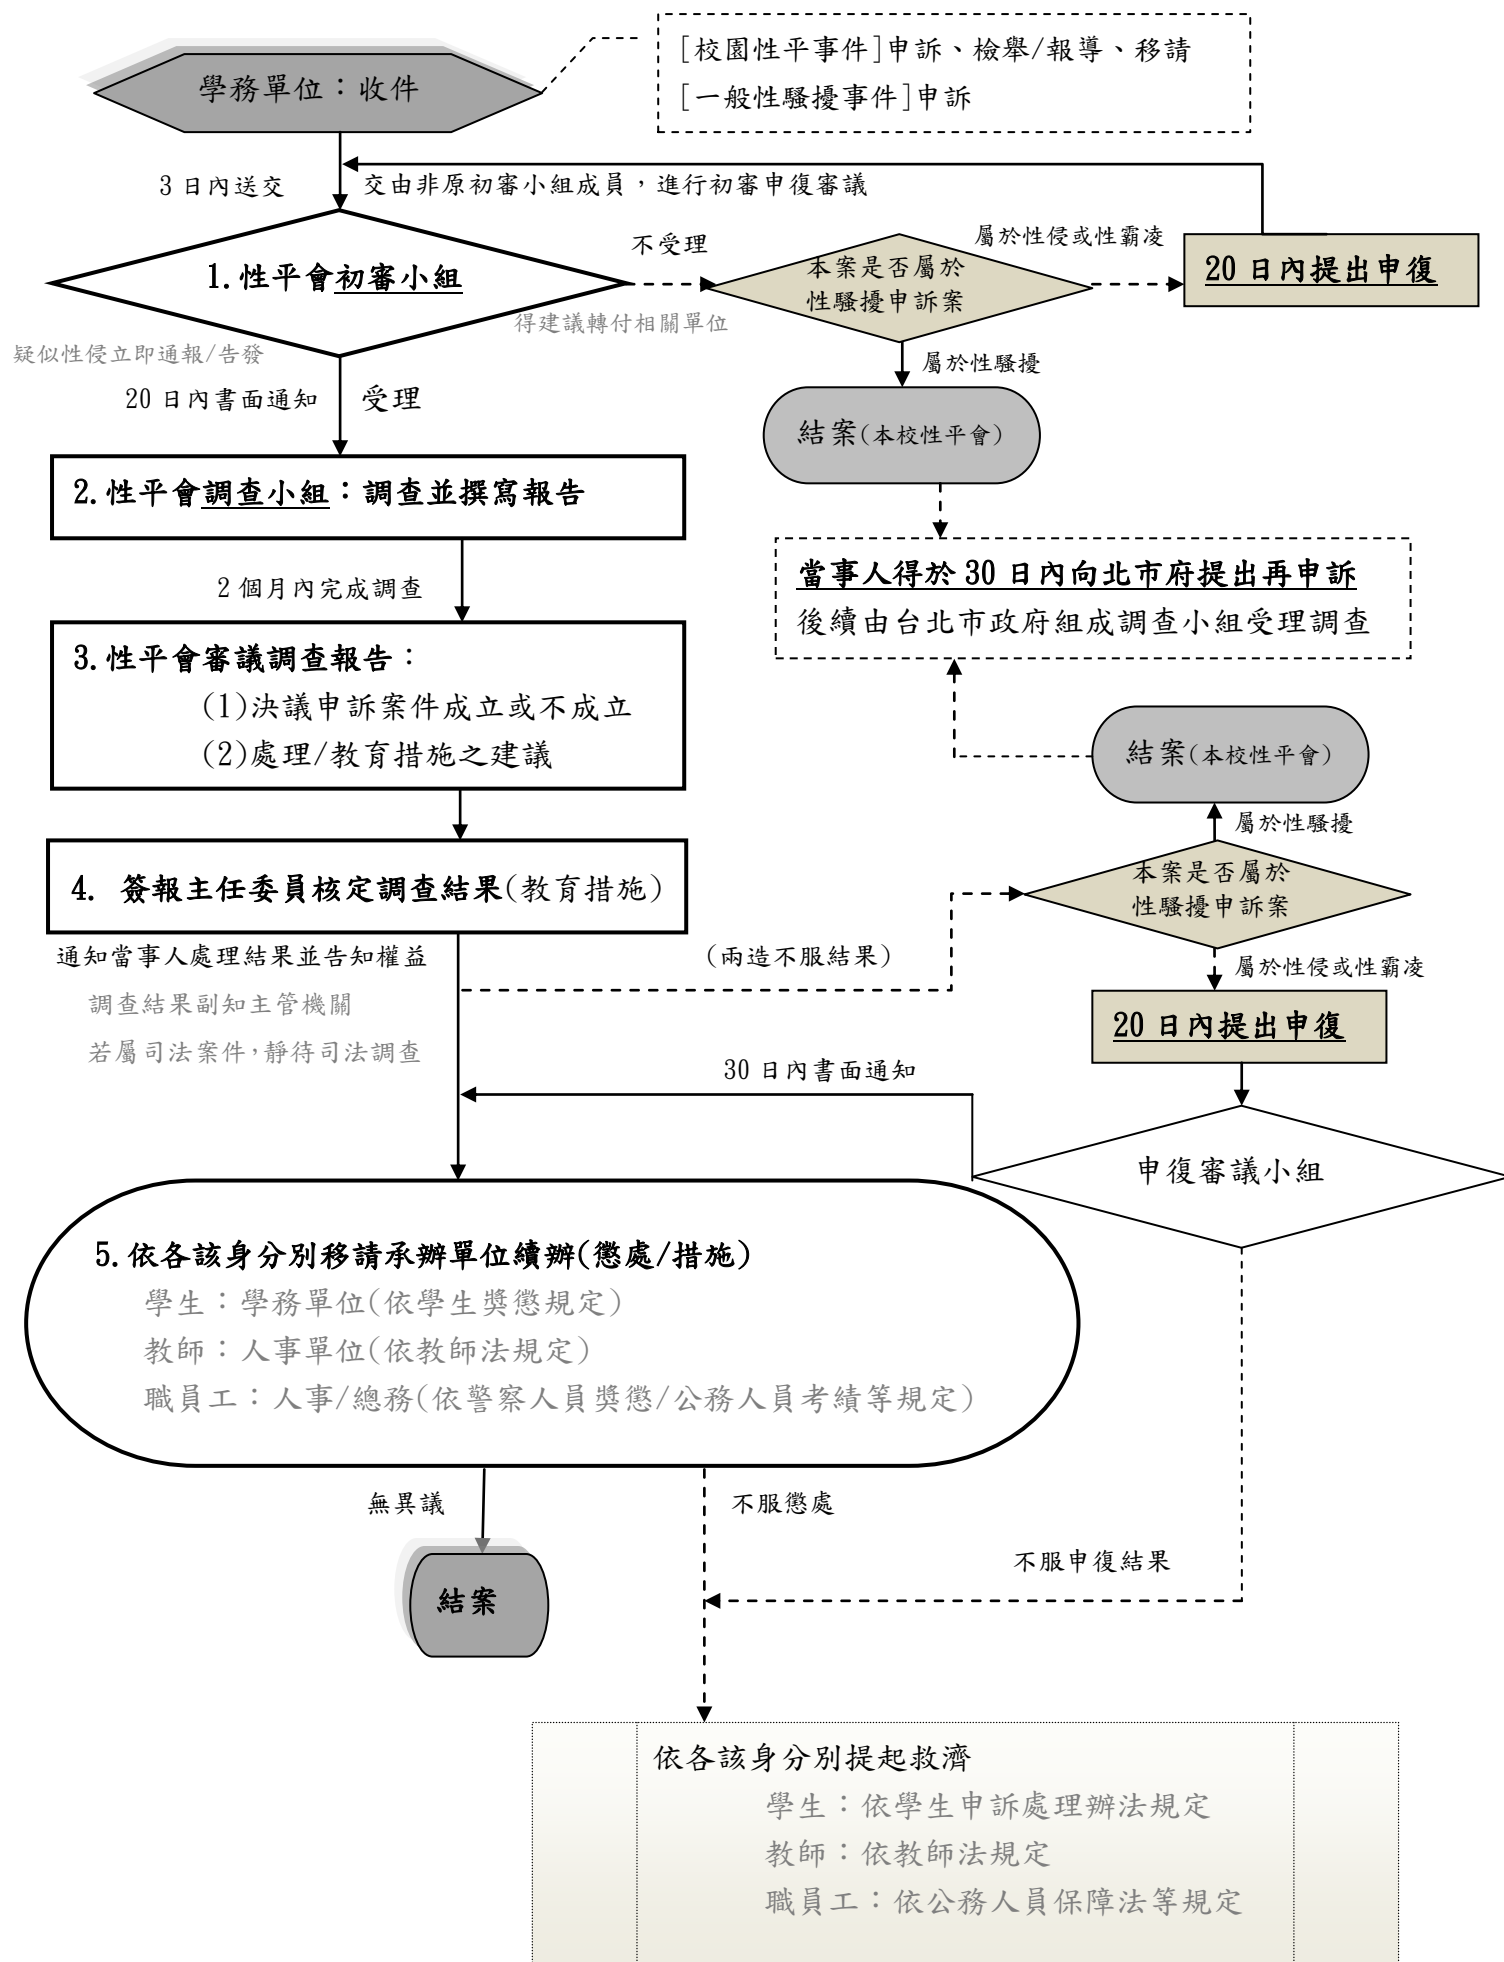 [校園性平事件]申訴、檢舉/報導、移請
[一般性騷擾事件]申訴
學務單位：收件
3 日內送交
交由非原初審小組成員，進行初審申復審議
1.性平會初審小組
不受理
得建議轉付相關單位
本案是否屬於
性騷擾申訴案
屬於性侵或性霸凌
20 日內提出申復
疑似性侵立即通報/告發
20 日內書面通知
受理
屬於性騷擾
結案(本校性平會)
2.性平會調查小組：調查並撰寫報告
當事人得於 30 日內向北市府提出再申訴
後續由台北市政府組成調查小組受理調查
2 個月內完成調查
3.性平會審議調查報告：
(1)決議申訴案件成立或不成立
(2)處理/教育措施之建議
結案(本校性平會)
屬於性騷擾
本案是否屬於
性騷擾申訴案
4. 簽報主任委員核定調查結果(教育措施)
通知當事人處理結果並告知權益
調查結果副知主管機關
若屬司法案件，靜待司法調查
(兩造不服結果)
屬於性侵或性霸凌
20 日內提出申復
30 日內書面通知
申復審議小組
5.依各該身分別移請承辦單位續辦(懲處/措施)
學生：學務單位(依學生獎懲規定)
教師：人事單位(依教師法規定)
職員工：人事/總務(依警察人員獎懲/公務人員考績等規定)
無異議
不服懲處
不服申復結果
結案
依各該身分別提起救濟
學生：依學生申訴處理辦法規定
教師：依教師法規定
職員工：依公務人員保障法等規定